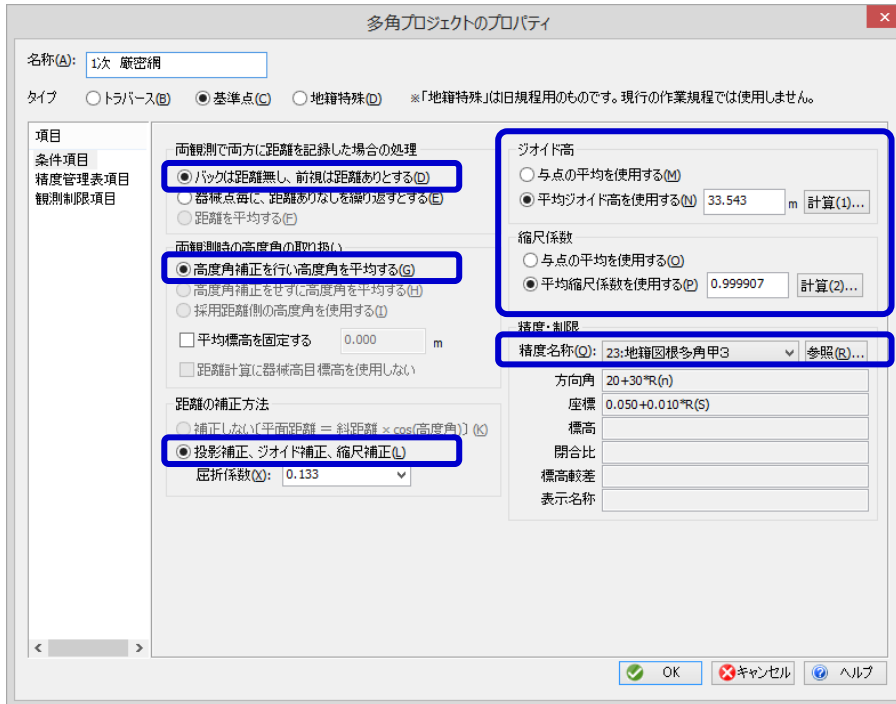 多角プロジェクトのプロパティ
名称(A): 1次 厳密網
タイプ トラバース(B) 基準点(C) 地籍特殊(D) ※「地籍特殊」は旧規程用のものです。現行の作業規程では使用しません。
項目
条件項目
精度管理表項目
観測制限項目
両観測で両方に距離を記録した場合の処理
バックは距離無し、前視は距離ありとする(D)
器械点毎に、距離ありなしを繰り返すとする(E)
距離を平均する(F)
両観測時の高度角の取り扱い
高度角補正を行い高度角を平均する(G)
高度角補正をせずに高度角を平均する(H)
採用距離側の高度角を使用する(I)
平均標高を固定する 0.000 m
距離計算に器械高目標高を使用しない
距離の補正方法
補正しない〔平面距離 = 斜距離 × cos(高度角)〕 (K)
投影補正、ジオイド補正、縮尺補正(L)
屈折係数(X): 0.133
ジオイド高
与点の平均を使用する(M)
平均ジオイド高を使用する(N) 33.543 m 計算(1)...
縮尺係数
与点の平均を使用する(O)
平均縮尺係数を使用する(P) 0.999907 計算(2)...
精度・制限
精度名称(Q): 23:地籍図根多角甲3 参照(R)...
方向角 20+30*R(n)
座標 0.050+0.010*R(S)
標高
閉合比
標高較差
表示名称
OK キャンセル ヘルプ